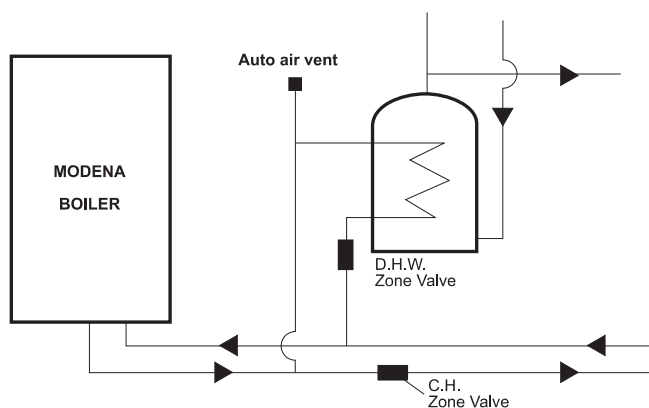 Auto air vent
MODENA
BOILER
D.H.W.
Zone Valve
C.H.
Zone Valve